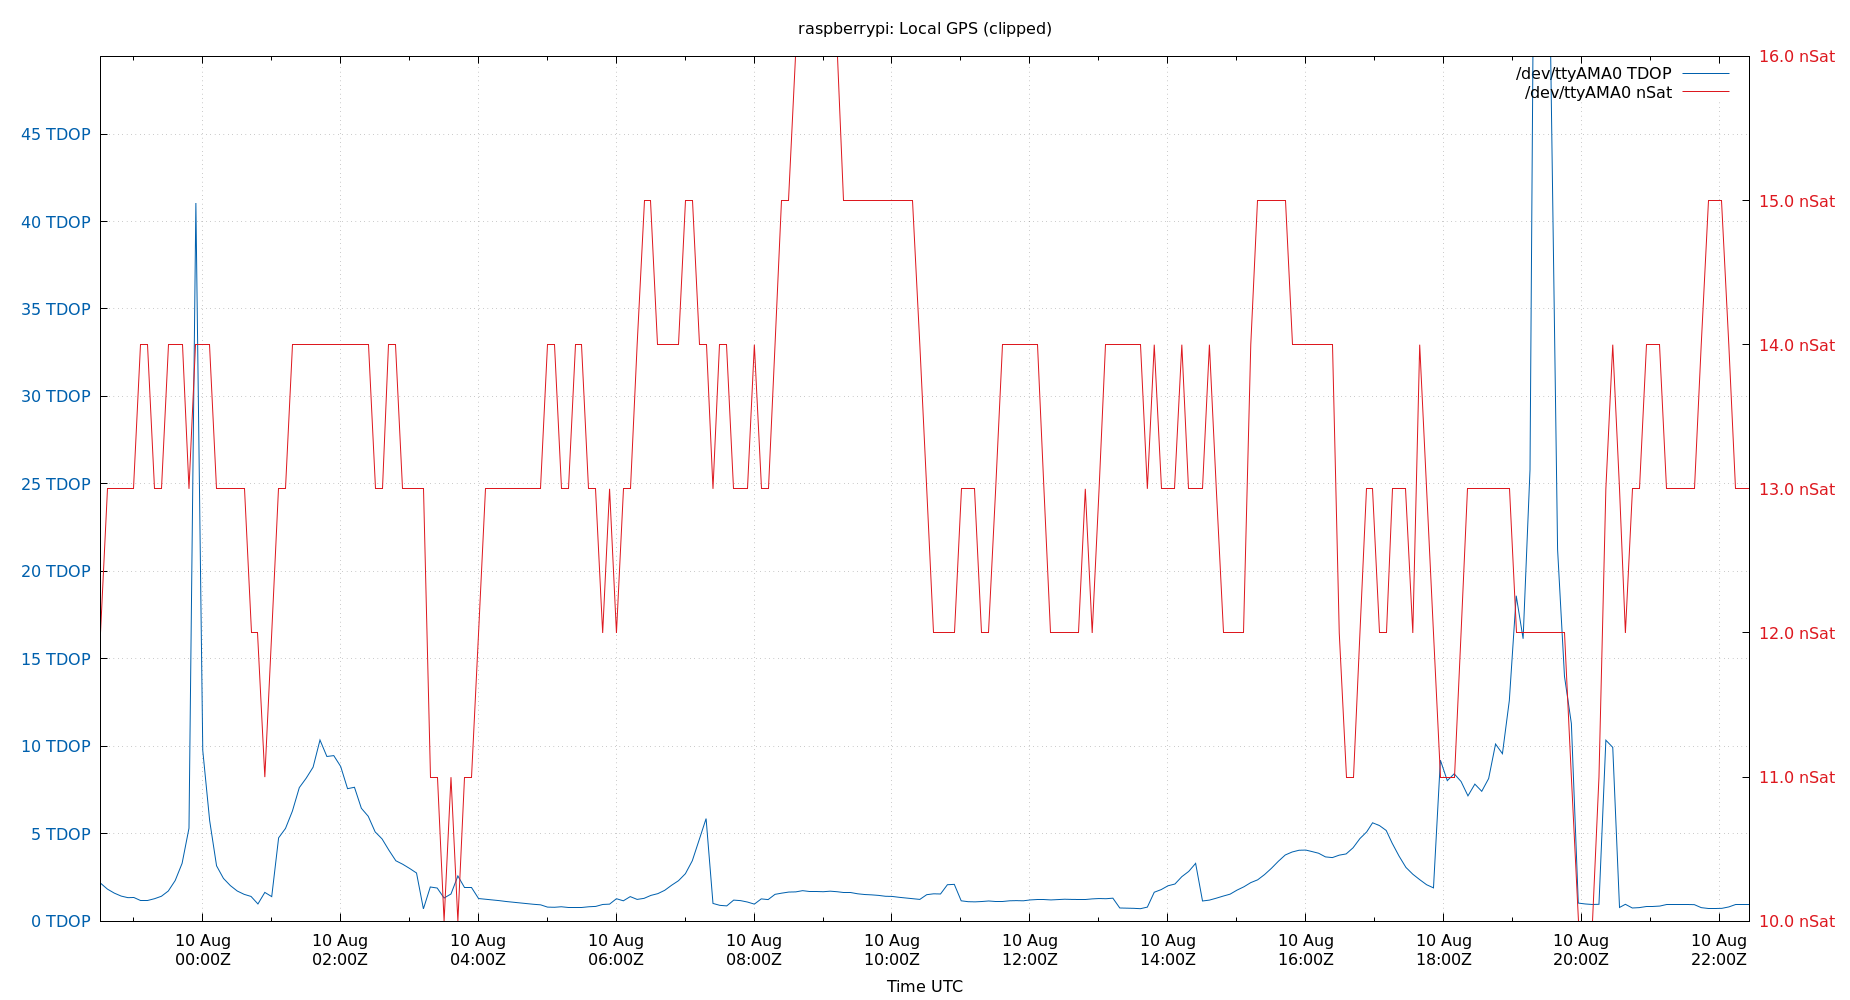 raspberrypi: Local GPS (clipped)
/dev/ttyAMA0 TDOP
/dev/ttyAMA0 nSat
45 TDOP
40 TDOP
35 TDOP
30 TDOP
25 TDOP
20 TDOP
15 TDOP
10 TDOP
5 TDOP
0 TDOP
16.0 nSat
15.0 nSat
14.0 nSat
13.0 nSat
12.0 nSat
11.0 nSat
10.0 nSat
10 Aug 10 Aug 10 Aug 10 Aug 10 Aug 10 Aug 10 Aug 10 Aug 10 Aug 10 Aug 10 Aug 10 Aug
00:00Z 02:00Z 04:00Z 06:00Z 08:00Z 10:00Z 12:00Z 14:00Z 16:00Z 18:00Z 20:00Z 22:00Z
Time UTC